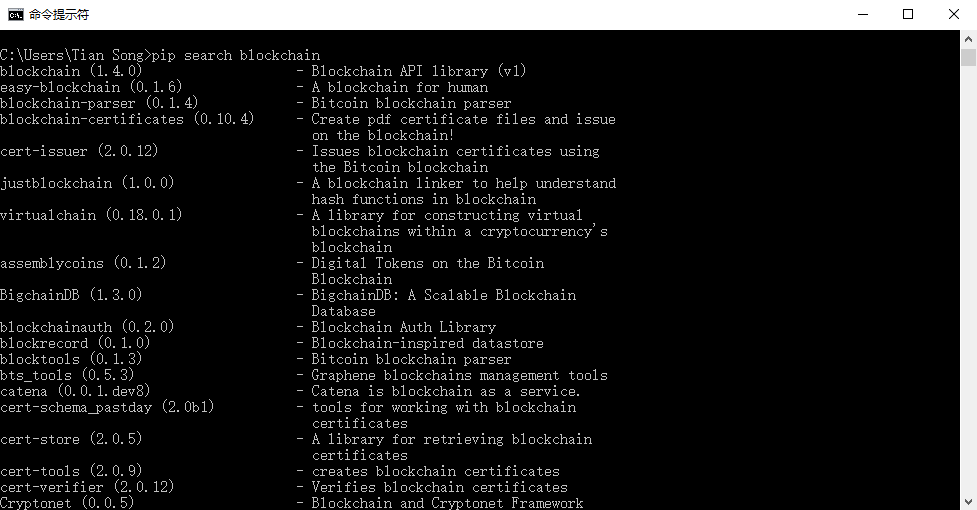 命令提示符
C:\Users\Tian Song>pip search blockchain
blockchain (1.4.0) - Blockchain API library (v1)
easy-blockchain (0.1.6) - A blockchain for human
blockchain-parser (0.1.4) - Bitcoin blockchain parser
blockchain-certificates (0.10.4) - Create pdf certificate files and issue
on the blockchain!
cert-issuer (2.0.12) - Issues blockchain certificates using
the Bitcoin blockchain
justblockchain (1.0.0) - A blockchain linker to help understand
hash functions in blockchain
virtualchain (0.18.0.1) - A library for constructing virtual
blockchains within a cryptocurrency's
blockchain
assemblycoins (0.1.2) - Digital Tokens on the Bitcoin
Blockchain
BigchainDB (1.3.0) - BigchainDB: A Scalable Blockchain
Database
blockchainauth (0.2.0) - Blockchain Auth Library
blockrecord (0.1.0) - Blockchain-inspired datastore
blocktools (0.1.3) - Bitcoin blockchain parser
bts_tools (0.5.3) - Graphene blockchains management tools
catena (0.0.1.dev8) - Catena is blockchain as a service.
cert-schema_pastday (2.0b1) - tools for working with blockchain
certificates
cert-store (2.0.5) - A library for retrieving blockchain
certificates
cert-tools (2.0.9) - creates blockchain certificates
cert-verifier (2.0.12) - Verifies blockchain certificates
Cryptonet (0.0.5) - Blockchain and Cryptonet Framework